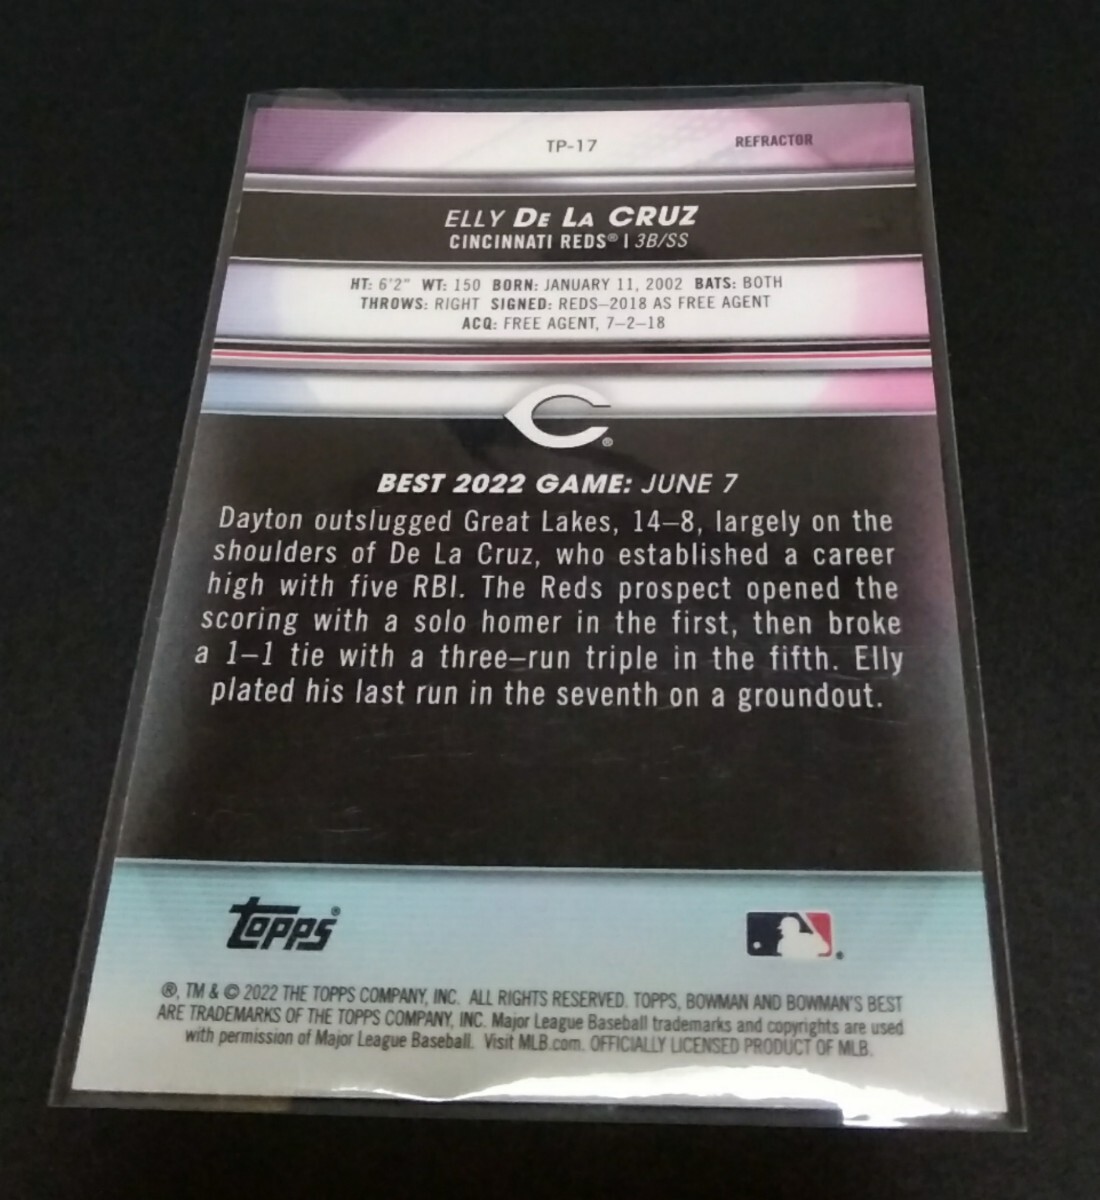 TP-17
REFRACTOR
ELLY DE LA CRUZ
CINCINNATI REDS® | 3B/SS
HT: 6'2" WT: 150 BORN: JANUARY 11, 2002 BATS: BOTH
THROWS: RIGHT SIGNED: REDS–2018 AS FREE AGENT
ACQ: FREE AGENT, 7–2–18
C®
BEST 2022 GAME: JUNE 7
Dayton outslugged Great Lakes, 14–8, largely on the
shoulders of De La Cruz, who established a career
high with five RBI. The Reds prospect opened the
scoring with a solo homer in the first, then broke
a 1–1 tie with a three–run triple in the fifth. Elly
plated his last run in the seventh on a groundout.
topps®
®, TM & © 2022 THE TOPPS COMPANY, INC. ALL RIGHTS RESERVED. TOPPS, BOWMAN AND BOWMAN'S BEST
ARE TRADEMARKS OF THE TOPPS COMPANY, INC. Major League Baseball trademarks and copyrights are used
with permission of Major League Baseball. Visit MLB.com. OFFICIALLY LICENSED PRODUCT OF MLB.